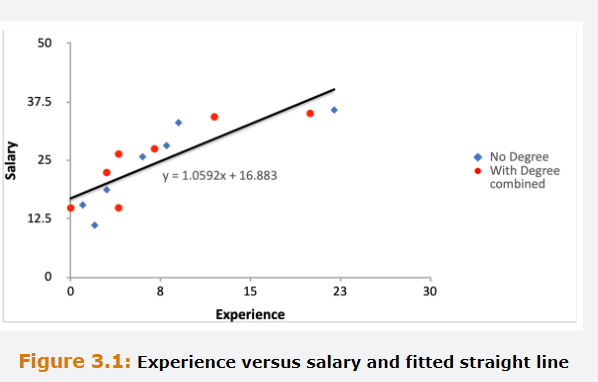 50
37.5
25
12.5
0
Salary
y = 1.0592x + 16.883
0 8 15 23 30
Experience
No Degree
With Degree
combined
Figure 3.1: Experience versus salary and fitted straight line